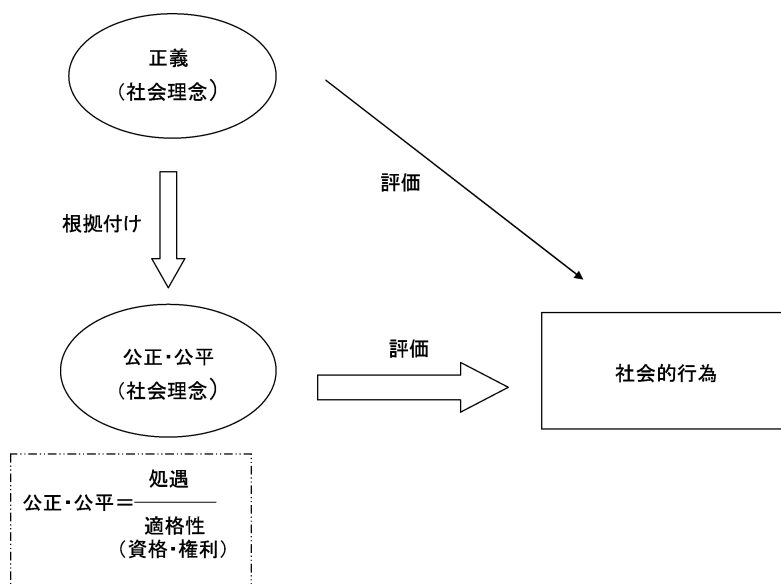 正義
(社会理念)
評価
根拠付け
公正・公平
(社会理念)
評価
社会的行為
公正・公平＝処遇
適格性
(資格・権利)